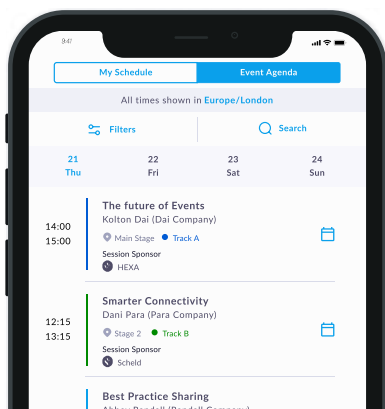 9:41
My Schedule
Event Agenda
All times shown in Europe/London
Filters
Search
21 22 23 24
Thu Fri Sat Sun
The future of Events
Kolton Dai (Dai Company)
14:00
15:00
Main Stage Track A
Session Sponsor
HEXA
Smarter Connectivity
Dani Para (Para Company)
12:15
13:15
Stage 2 Track B
Session Sponsor
Scheld
Best Practice Sharing